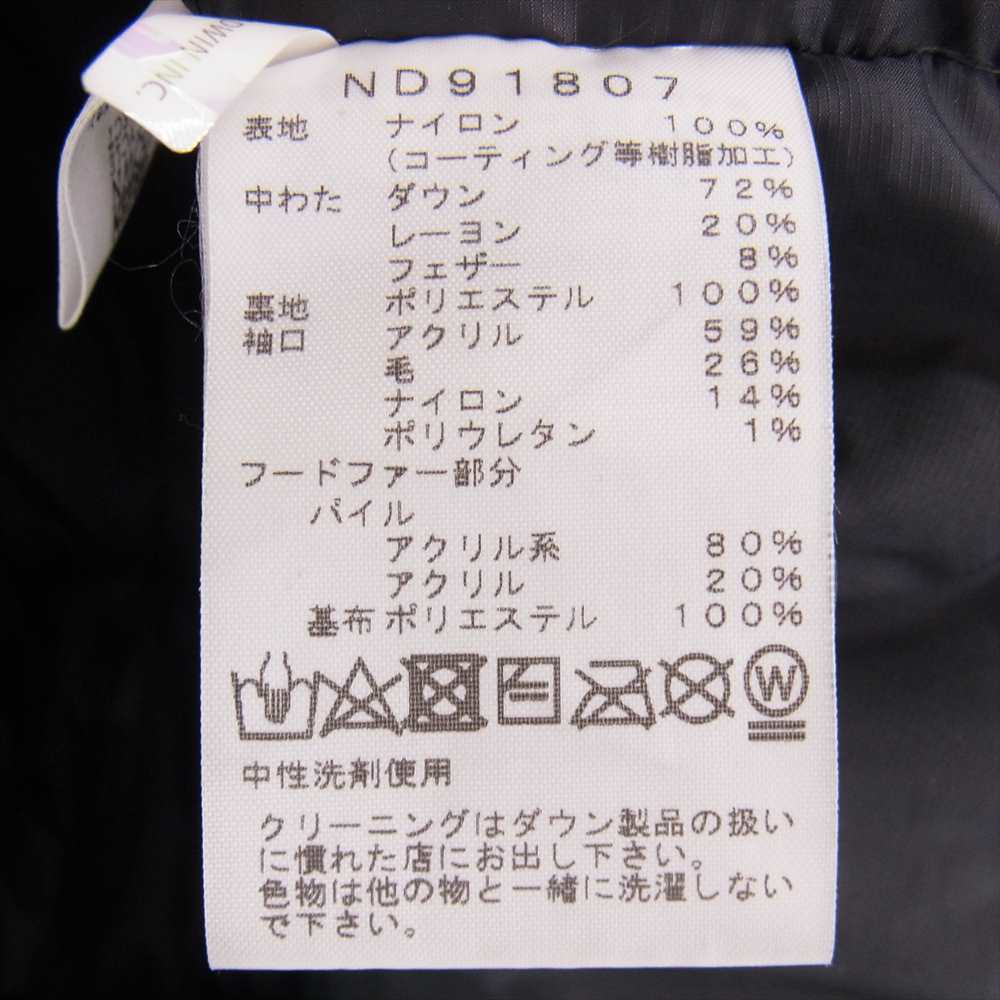 DWIN INC.
ND91807
表地 ナイロン 100%
(コーティング等樹脂加工)
中わた ダウン 72%
レーヨン 20%
フェザー 8%
裏地 ポリエステル 100%
袖口 アクリル 59%
毛 26%
ナイロン 14%
ポリウレタン 1%
フードファー部分
パイル
アクリル系 80%
アクリル 20%
基布 ポリエステル 100%
W
中性洗剤使用
クリーニングはダウン製品の扱い
に慣れた店にお出し下さい。
色物は他の物と一緒に洗濯しない
で下さい。